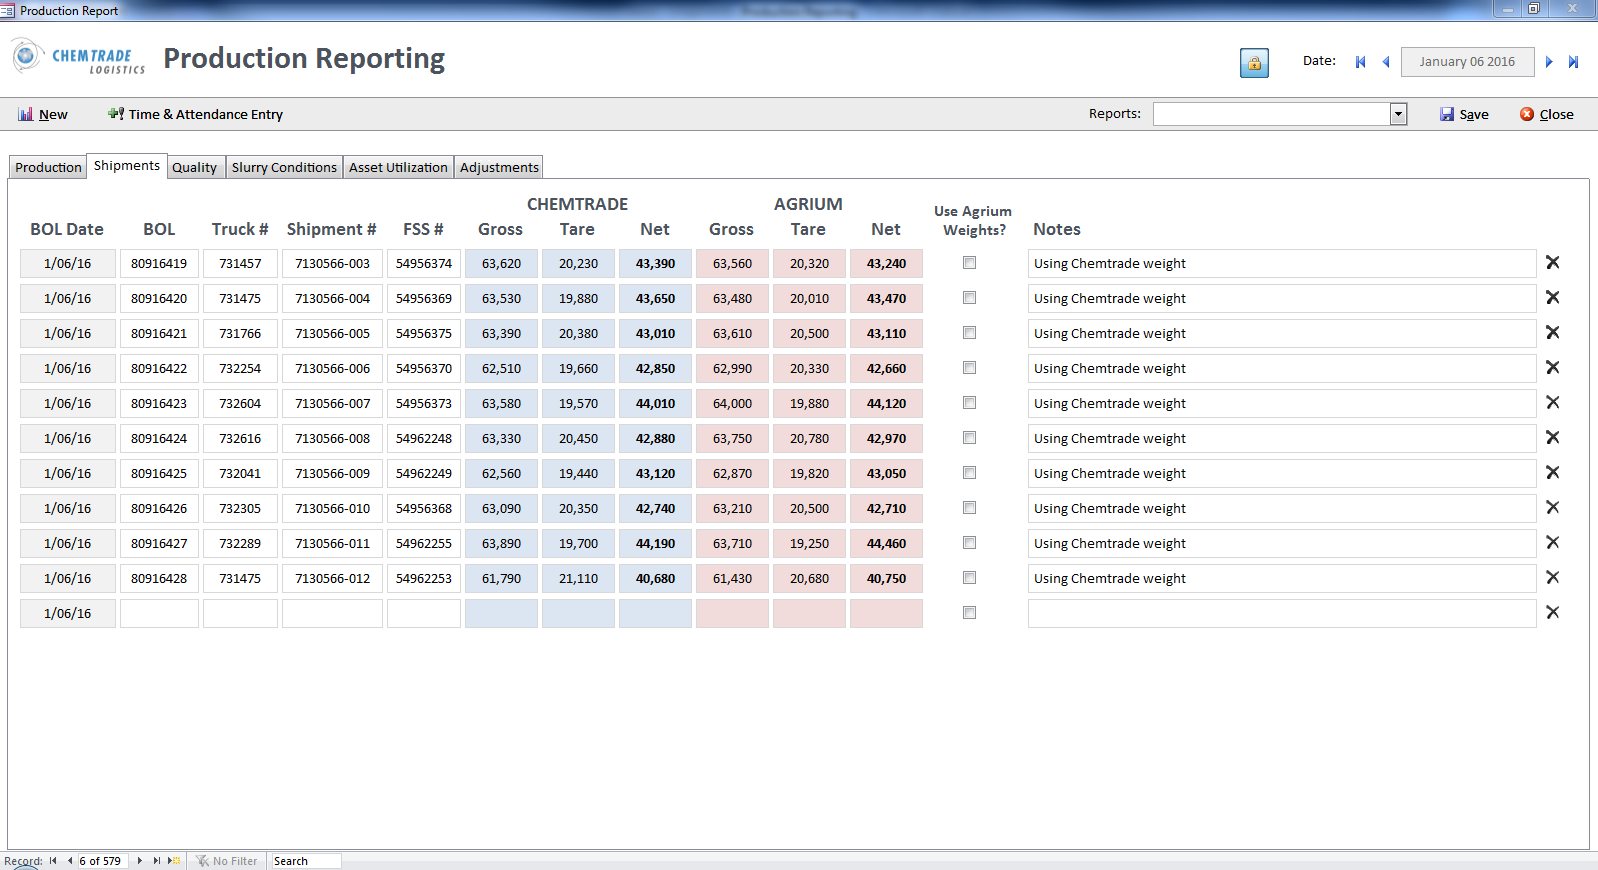 Production Report
CHEMTRADE
LOGISTICS
Production Reporting
Date: January 06 2016
New Time & Attendance Entry Reports: Save Close
Production Shipments Quality Slurry Conditions Asset Utilization Adjustments
CHEMTRADE AGRIUM
BOL Date BOL Truck # Shipment # FSS # Gross Tare Net Gross Tare Net Use Agrium Weights? Notes
1/06/16 80916419 731457 7130566-003 54956374 63,620 20,230 43,390 63,560 20,320 43,240 Using Chemtrade weight
1/06/16 80916420 731475 7130566-004 54956369 63,530 19,880 43,650 63,480 20,010 43,470 Using Chemtrade weight
1/06/16 80916421 731766 7130566-005 54956375 63,390 20,380 43,010 63,610 20,500 43,110 Using Chemtrade weight
1/06/16 80916422 732254 7130566-006 54956370 62,510 19,660 42,850 62,990 20,330 42,660 Using Chemtrade weight
1/06/16 80916423 732604 7130566-007 54956373 63,580 19,570 44,010 64,000 19,880 44,120 Using Chemtrade weight
1/06/16 80916424 732616 7130566-008 54962248 63,330 20,450 42,880 63,750 20,780 42,970 Using Chemtrade weight
1/06/16 80916425 732041 7130566-009 54962249 62,560 19,440 43,120 62,870 19,820 43,050 Using Chemtrade weight
1/06/16 80916426 732305 7130566-010 54956368 63,090 20,350 42,740 63,210 20,500 42,710 Using Chemtrade weight
1/06/16 80916427 732289 7130566-011 54962255 63,890 19,700 44,190 63,710 19,250 44,460 Using Chemtrade weight
1/06/16 80916428 731475 7130566-012 54962253 61,790 21,110 40,680 61,430 20,680 40,750 Using Chemtrade weight
1/06/16
Record: 6 of 579 No Filter Search